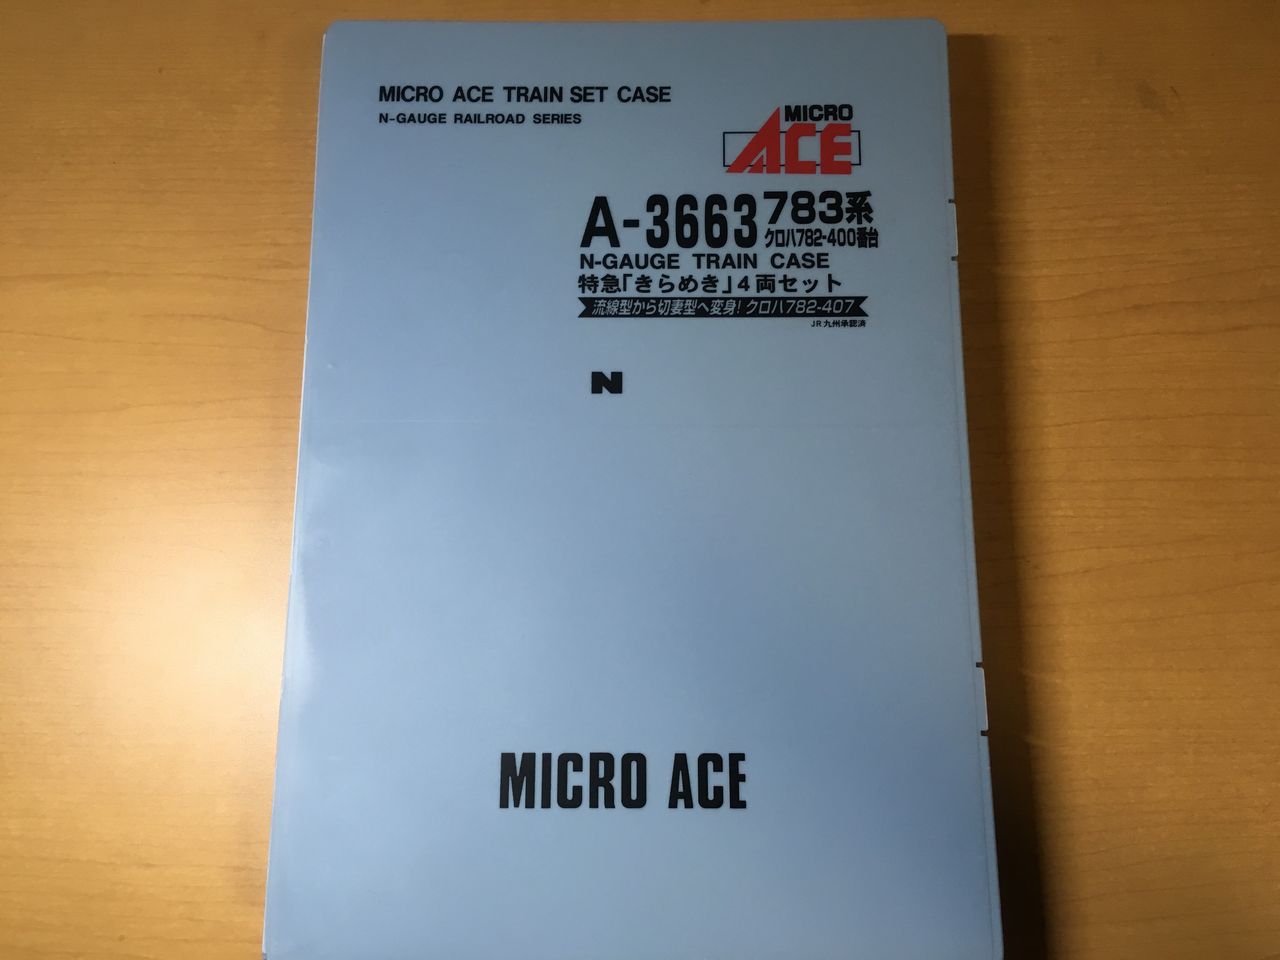 MICRO ACE TRAIN SET CASE
N-GAUGE RAILROAD SERIES
MICRO
ACE
A-3663 783系
クロハ782-400番台
N-GAUGE TRAIN CASE
特急「きらめき」4両セット
流線型から切妻型へ変身!クロハ782-407
JR九州承認済
N
MICRO ACE